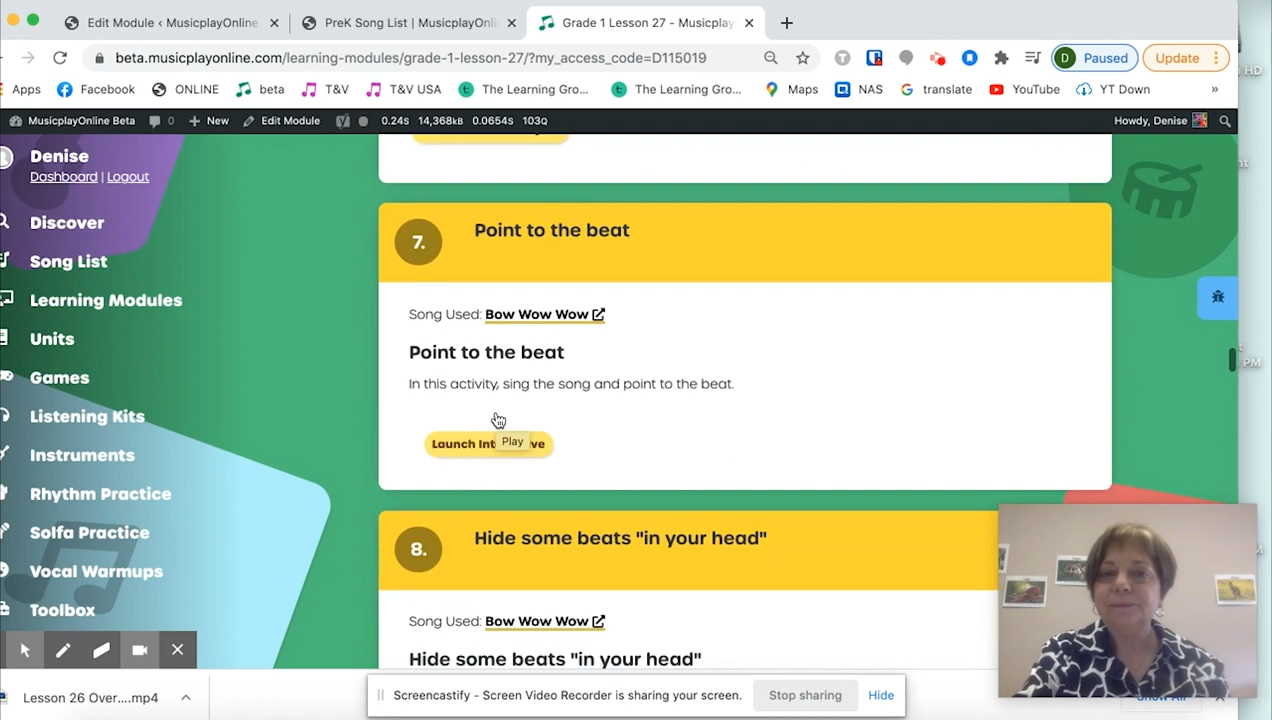 Edit Module ‹ MusicplayOnline
PreK Song List | MusicplayOnli
Grade 1 Lesson 27 - Musicplay
beta.musicplayonline.com/learning-modules/grade-1-lesson-27/?my_access_code=D115019
D Paused
Update
Apps
Facebook
ONLINE
beta
T&V
T&V USA
The Learning Gro...
The Learning Gro...
Maps
NAS
translate
YouTube
YT Down
»
MusicplayOnline Beta
0
New
Edit Module
0.24s 14,368kB 0.0654s 103Q
Howdy, Denise
HD
Denise
Dashboard | Logout
Discover
Song List
Learning Modules
Units
Games
Listening Kits
Instruments
Rhythm Practice
Solfa Practice
Vocal Warmups
Toolbox
7. Point to the beat
Song Used: Bow Wow Wow
Point to the beat
In this activity, sing the song and point to the beat.
Launch Int ve
Play
PM
8. Hide some beats "in your head"
Song Used: Bow Wow Wow
Hide some beats "in your head"
Lesson 26 Over....mp4
Screencastify - Screen Video Recorder is sharing your screen.
Stop sharing
Hide
Show All